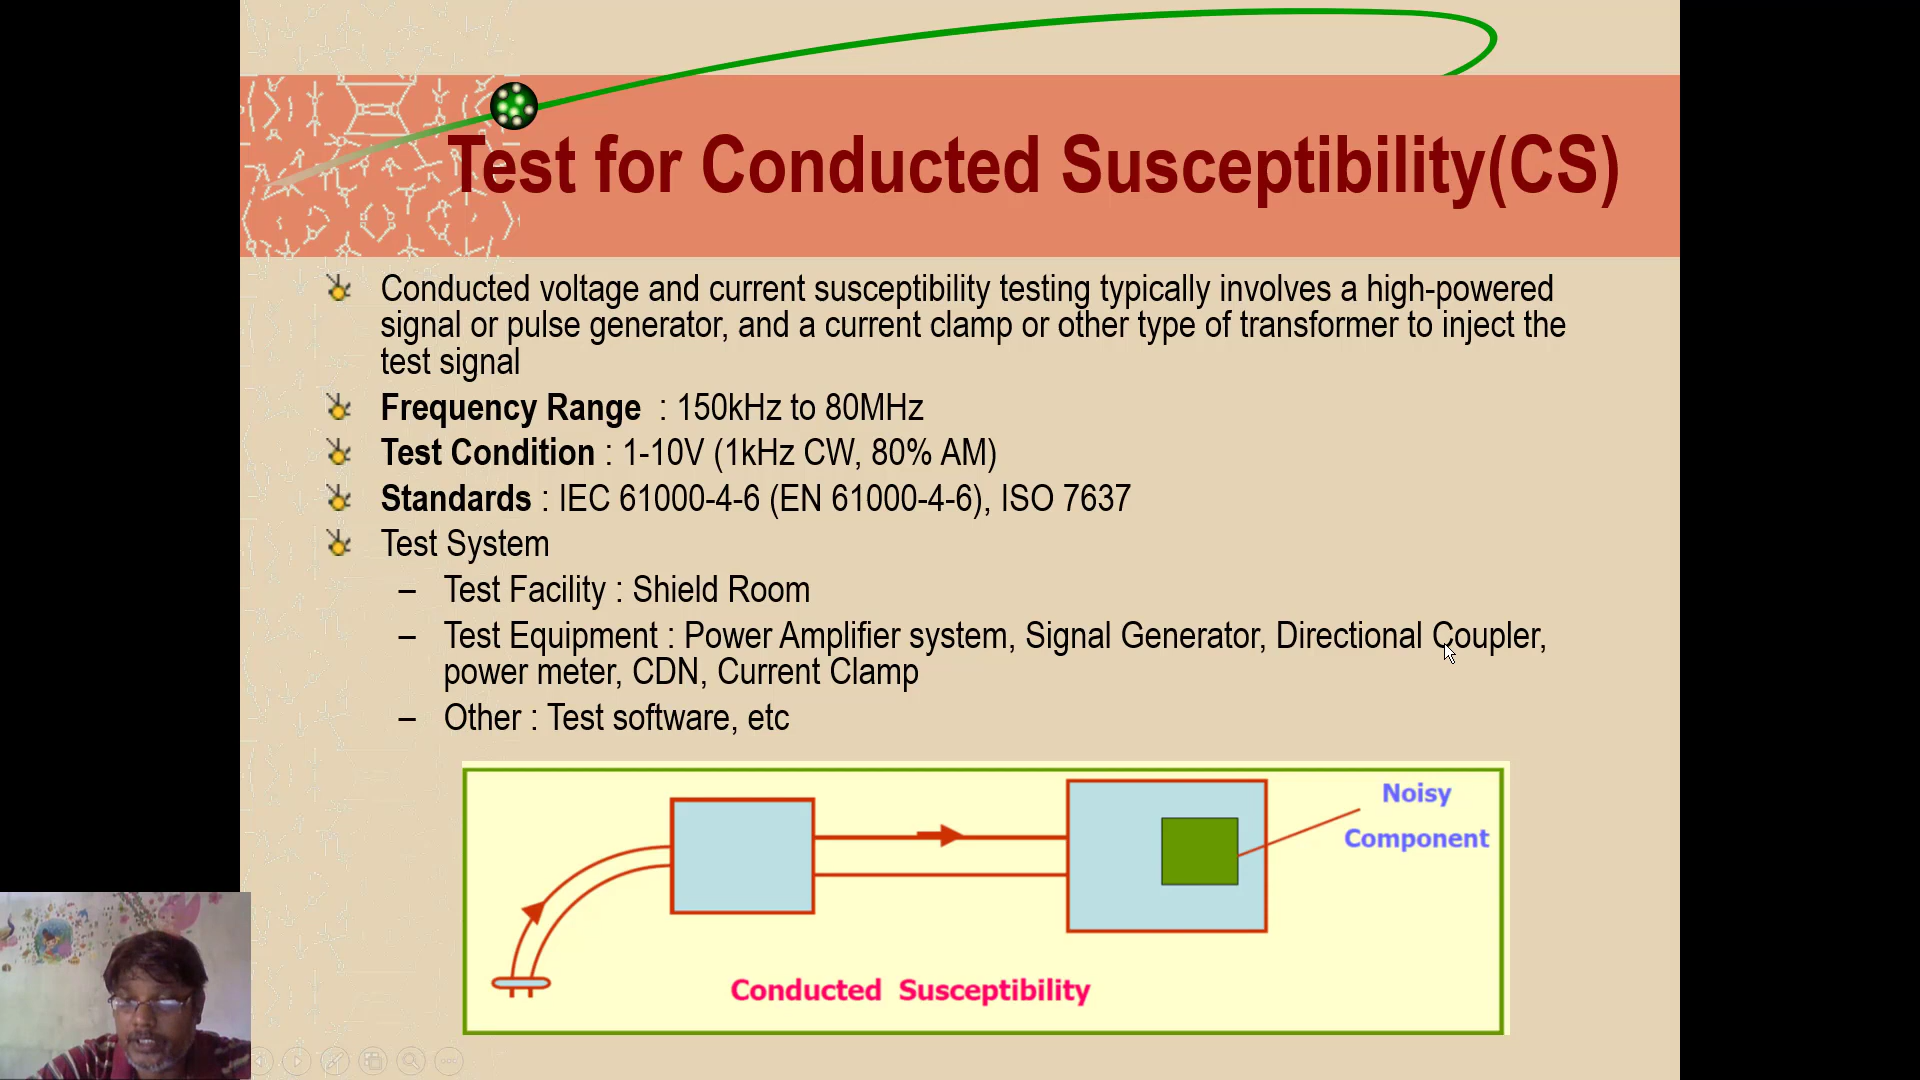 Test for Conducted Susceptibility(CS)
Conducted voltage and current susceptibility testing typically involves a high-powered
signal or pulse generator, and a current clamp or other type of transformer to inject the
test signal
Frequency Range : 150kHz to 80MHz
Test Condition : 1-10V (1kHz CW, 80% AM)
Standards : IEC 61000-4-6 (EN 61000-4-6), ISO 7637
Test System
– Test Facility : Shield Room
– Test Equipment : Power Amplifier system, Signal Generator, Directional Coupler,
power meter, CDN, Current Clamp
– Other : Test software, etc
Noisy
Component
Conducted Susceptibility